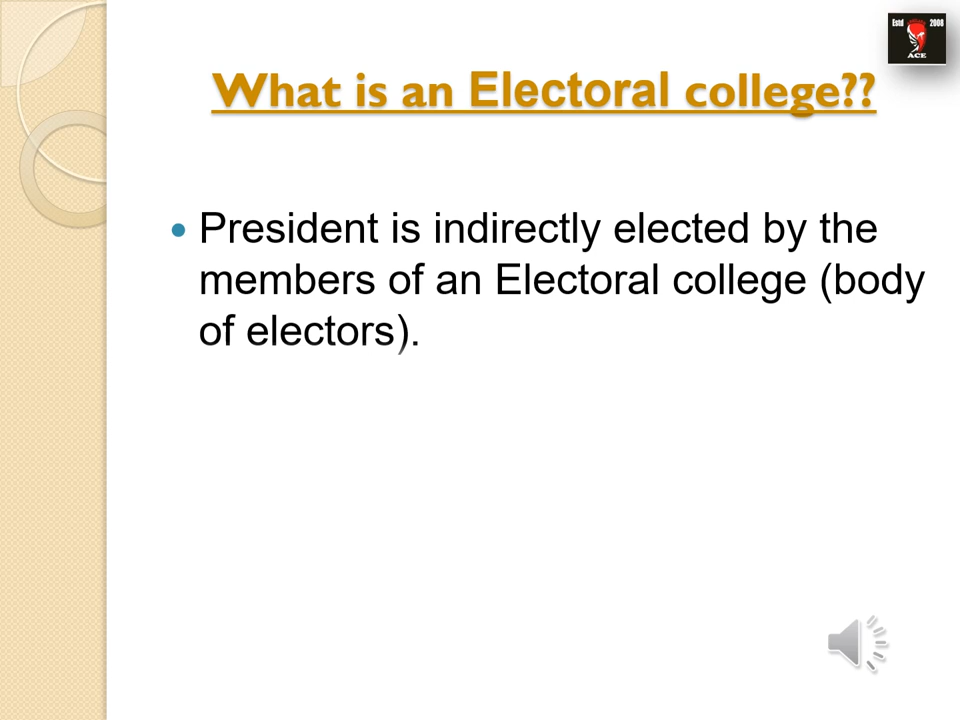 Estd 2008
ACE
What is an Electoral college??
President is indirectly elected by the
members of an Electoral college (body
of electors).